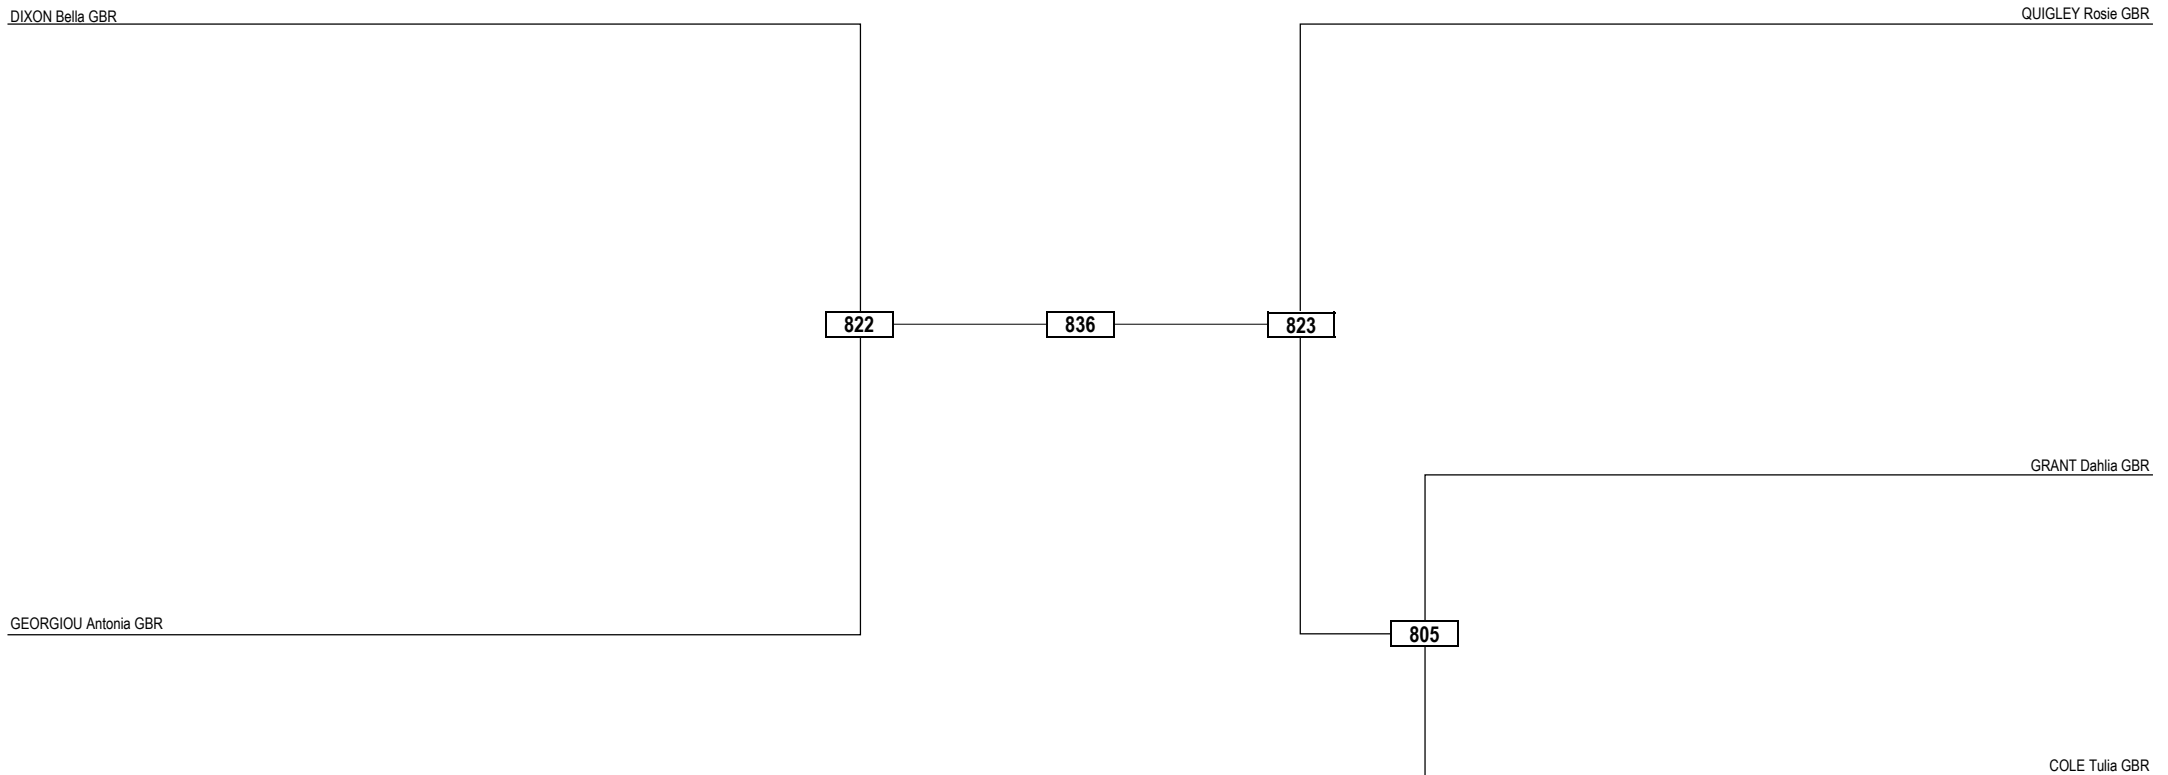 DIXON Bella GBR
QUIGLEY Rosie GBR
822
836
823
GRANT Dahlia GBR
GEORGIOU Antonia GBR
805
COLE Tulia GBR